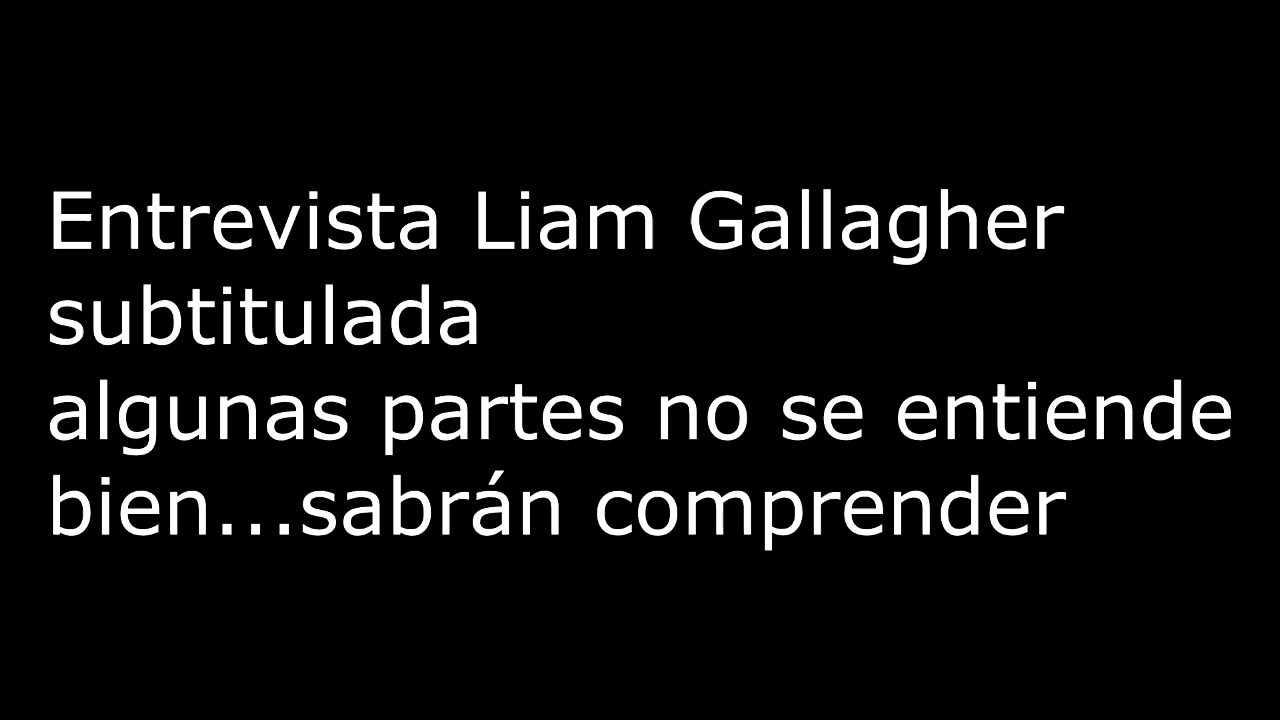 Entrevista Liam Gallagher
subtitulada
algunas partes no se entiende
bien...sabrán comprender